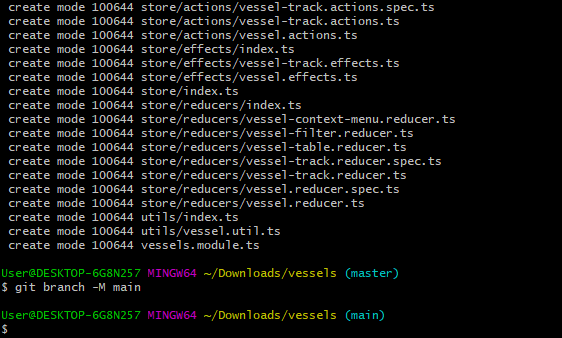 create mode 100644 store/actions/vessel-track.actions.spec.ts
create mode 100644 store/actions/vessel-track.actions.ts
create mode 100644 store/actions/vessel.actions.ts
create mode 100644 store/effects/index.ts
create mode 100644 store/effects/vessel-track.effects.ts
create mode 100644 store/effects/vessel.effects.ts
create mode 100644 store/index.ts
create mode 100644 store/reducers/index.ts
create mode 100644 store/reducers/vessel-context-menu.reducer.ts
create mode 100644 store/reducers/vessel-filter.reducer.ts
create mode 100644 store/reducers/vessel-table.reducer.ts
create mode 100644 store/reducers/vessel-track.reducer.spec.ts
create mode 100644 store/reducers/vessel-track.reducer.ts
create mode 100644 store/reducers/vessel.reducer.spec.ts
create mode 100644 store/reducers/vessel.reducer.ts
create mode 100644 utils/index.ts
create mode 100644 utils/vessel.util.ts
create mode 100644 vessels.module.ts
User@DESKTOP-6G8N257 MINGW64 ~/Downloads/vessels (master)
$ git branch -M main
User@DESKTOP-6G8N257 MINGW64 ~/Downloads/vessels (main)
$